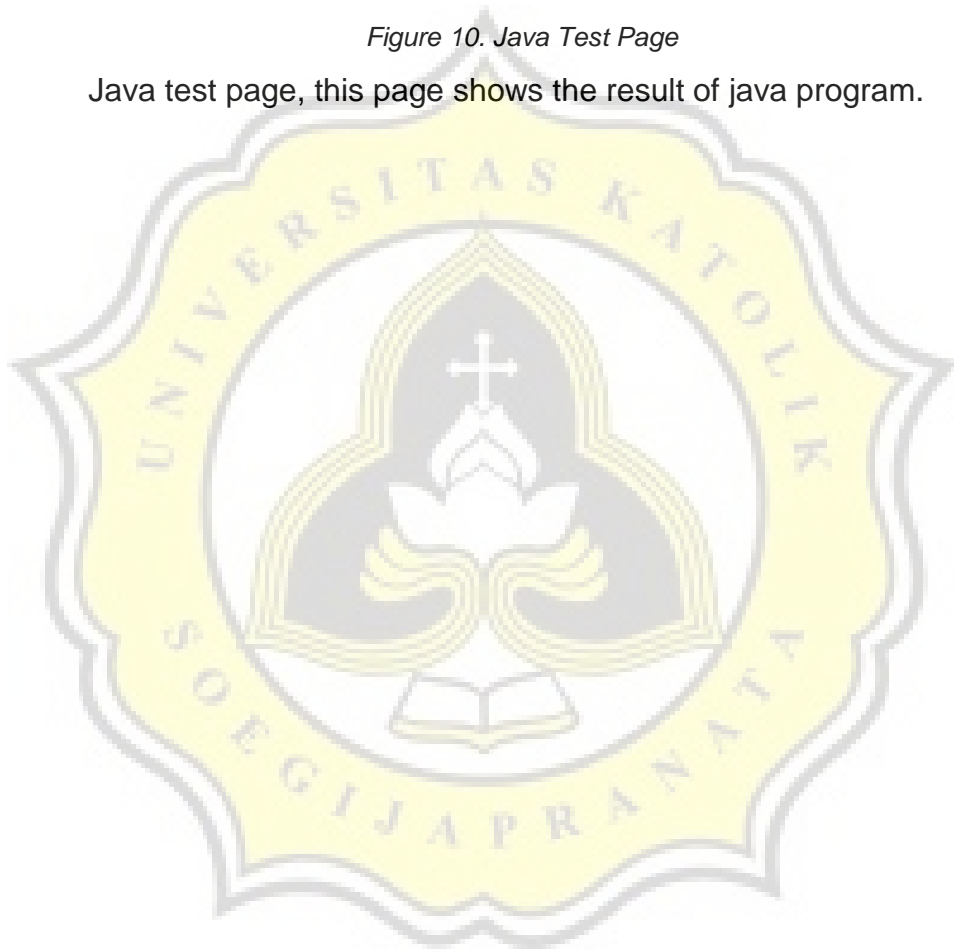 Figure 10. Java Test Page
Java test page, this page shows the result of java program.
UNIVERSITAS KATOLIK
SOEGIJAPRANATA